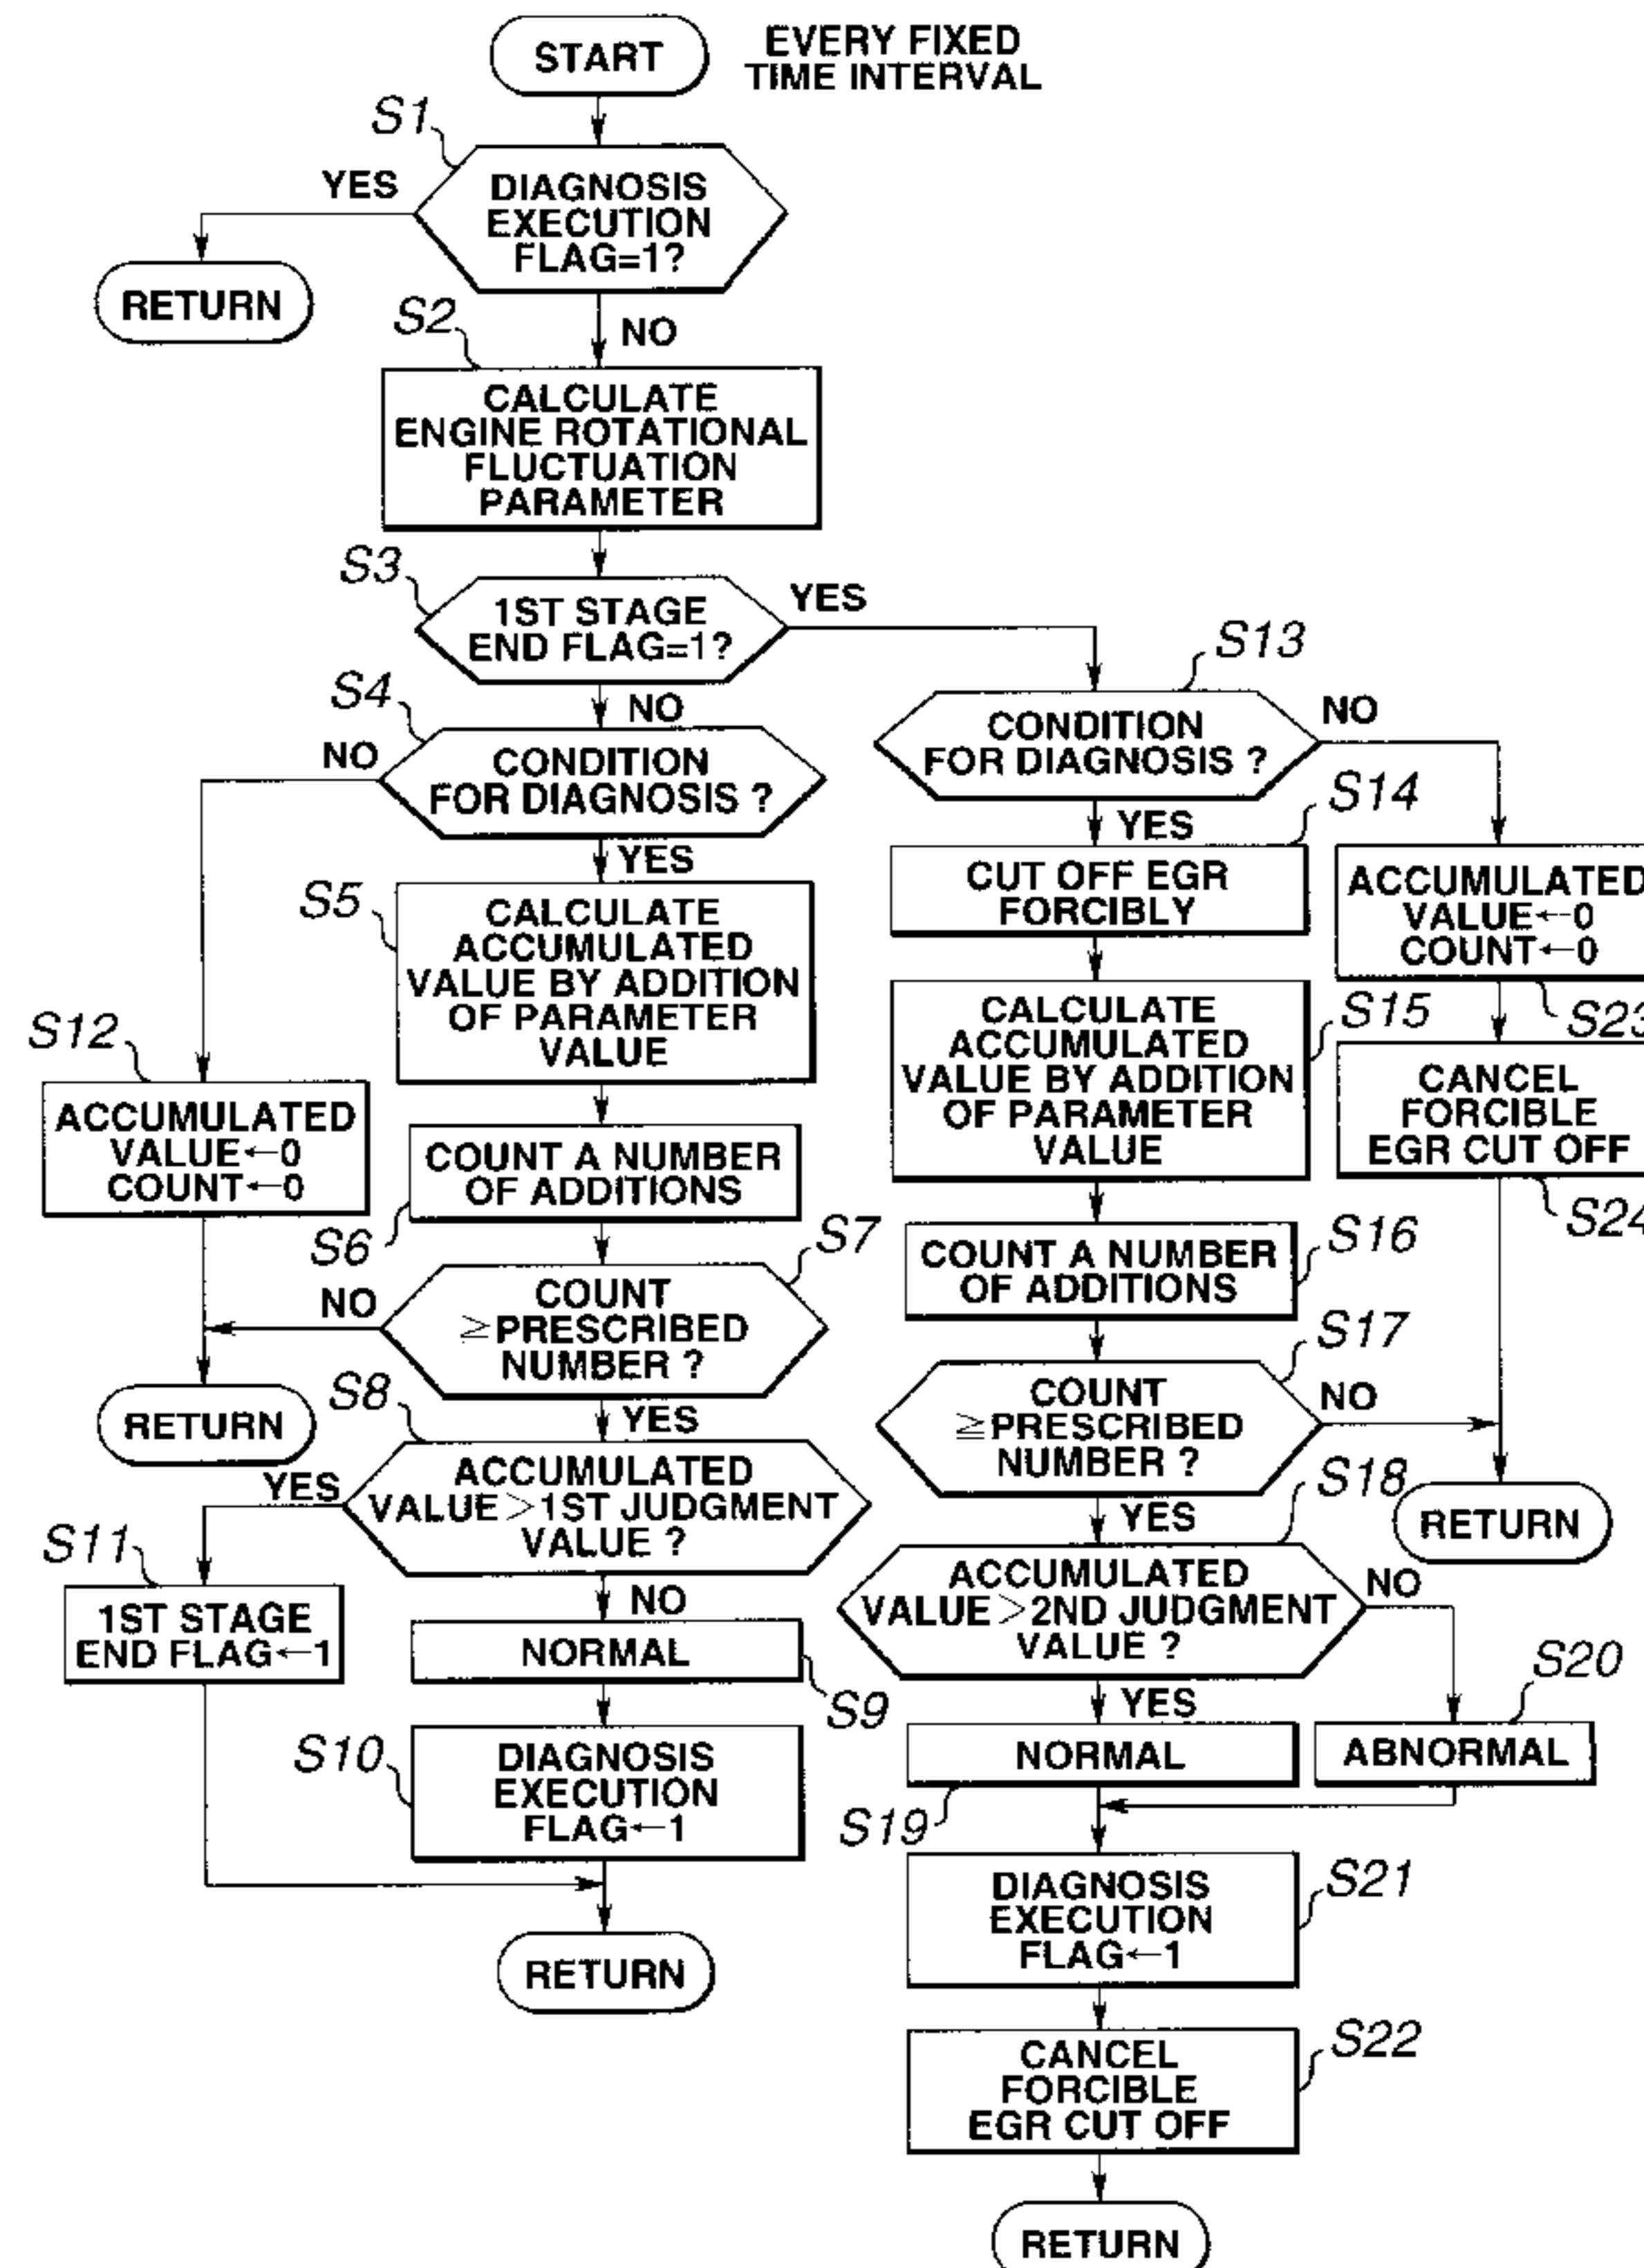 START
EVERY FIXED
TIME INTERVAL
S1
YES
DIAGNOSIS
EXECUTION
FLAG=1?
RETURN
S2
NO
CALCULATE
ENGINE ROTATIONAL
FLUCTUATION
PARAMETER
S3
1ST STAGE
END FLAG=1?
YES
S4
NO
NO
CONDITION
FOR DIAGNOSIS ?
YES
S5
CALCULATE
ACCUMULATED
VALUE BY ADDITION
OF PARAMETER
VALUE
S12
ACCUMULATED
VALUE←0
COUNT←0
COUNT A NUMBER
OF ADDITIONS
S6
S7
NO
COUNT
≧PRESCRIBED
NUMBER ?
RETURN
S8
YES
YES
ACCUMULATED
VALUE>1ST JUDGMENT
VALUE ?
S11
1ST STAGE
END FLAG←1
NO
NORMAL
S9
S10
DIAGNOSIS
EXECUTION
FLAG←1
RETURN
S13
CONDITION
FOR DIAGNOSIS ?
NO
YES
S14
CUT OFF EGR
FORCIBLY
ACCUMULATED
VALUE←0
COUNT←0
S23
S15
CALCULATE
ACCUMULATED
VALUE BY ADDITION
OF PARAMETER
VALUE
CANCEL
FORCIBLE
EGR CUT OFF
S24
COUNT A NUMBER
OF ADDITIONS
S16
S17
COUNT
≧PRESCRIBED
NUMBER ?
NO
YES
S18
RETURN
ACCUMULATED
VALUE>2ND JUDGMENT
VALUE ?
NO
YES
S20
NORMAL
ABNORMAL
S19
DIAGNOSIS
EXECUTION
FLAG←1
S21
CANCEL
FORCIBLE
EGR CUT OFF
S22
RETURN